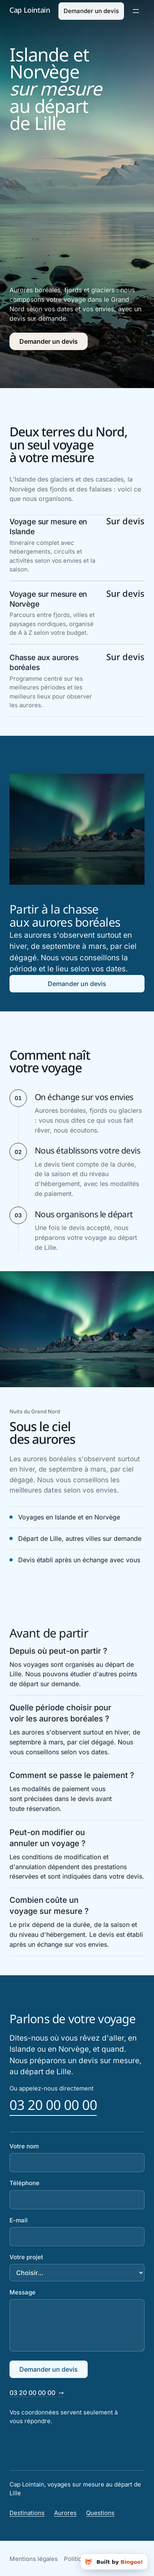 Cap Lointain
Demander un devis
Islande et
Norvège
sur mesure
au départ
de Lille
Aurores boréales, fjords et glaciers : nous
composons votre voyage dans le Grand
Nord selon vos dates et vos envies, avec un
devis sur demande.
Demander un devis
Deux terres du Nord,
un seul voyage
à votre mesure
L'Islande des glaciers et des cascades, la
Norvège des fjords et des falaises : voici ce
que nous organisons.
Voyage sur mesure en
Islande
Sur devis
Itinéraire complet avec
hébergements, circuits et
activités selon vos envies et la
saison.
Voyage sur mesure en
Norvège
Sur devis
Parcours entre fjords, villes et
paysages nordiques, organisé
de A à Z selon votre budget.
Chasse aux aurores
boréales
Sur devis
Programme centré sur les
meilleures périodes et les
meilleurs lieux pour observer
les aurores.
Partir à la chasse
aux aurores boréales
Les aurores s'observent surtout en
hiver, de septembre à mars, par ciel
dégagé. Nous vous conseillons la
période et le lieu selon vos dates.
Demander un devis
Comment naît
votre voyage
01
On échange sur vos envies
Aurores boréales, fjords ou glaciers
: vous nous dites ce qui vous fait
rêver, nous écoutons.
02
Nous établissons votre devis
Le devis tient compte de la durée,
de la saison et du niveau
d'hébergement, avec les modalités
de paiement.
03
Nous organisons le départ
Une fois le devis accepté, nous
préparons votre voyage au départ
de Lille.
Nuits du Grand Nord
Sous le ciel
des aurores
Les aurores boréales s'observent surtout
en hiver, de septembre à mars, par ciel
dégagé. Nous vous conseillons les
meilleures dates selon votre voyage.
Voyages en Islande et en Norvège
Départ de Lille, autres villes sur demande
Devis établi après un échange avec vous
Avant de partir
Depuis où peut-on partir ?
Nos voyages sont organisés au départ de
Lille. Nous pouvons étudier d'autres points
de départ sur demande.
Quelle période choisir pour
voir les aurores boréales ?
Les aurores s'observent surtout en hiver, de
septembre à mars, par ciel dégagé. Nous
vous conseillons selon vos dates.
Comment se passe le paiement ?
Les modalités de paiement vous
sont précisées dans le devis avant
toute réservation.
Peut-on modifier ou
annuler un voyage ?
Les conditions de modification et
d'annulation dépendent des prestations
réservées et sont indiquées dans votre devis.
Combien coûte un
voyage sur mesure ?
Le prix dépend de la durée, de la saison et
du niveau d'hébergement. Le devis est établi
après un échange sur vos envies.
Parlons de votre voyage
Dites-nous où vous rêvez d'aller, en
Islande ou en Norvège, et quand.
Nous préparons un devis sur mesure,
au départ de Lille.
Ou appelez-nous directement
03 20 00 00 00
Votre nom
Téléphone
E-mail
Votre projet
Choisir...
Message
Demander un devis
03 20 00 00 00 →
Vos coordonnées servent seulement à
vous répondre.
Cap Lointain, voyages sur mesure au départ de
Lille
Destinations Aurores Questions
Mentions légales
Built by Bingoo!